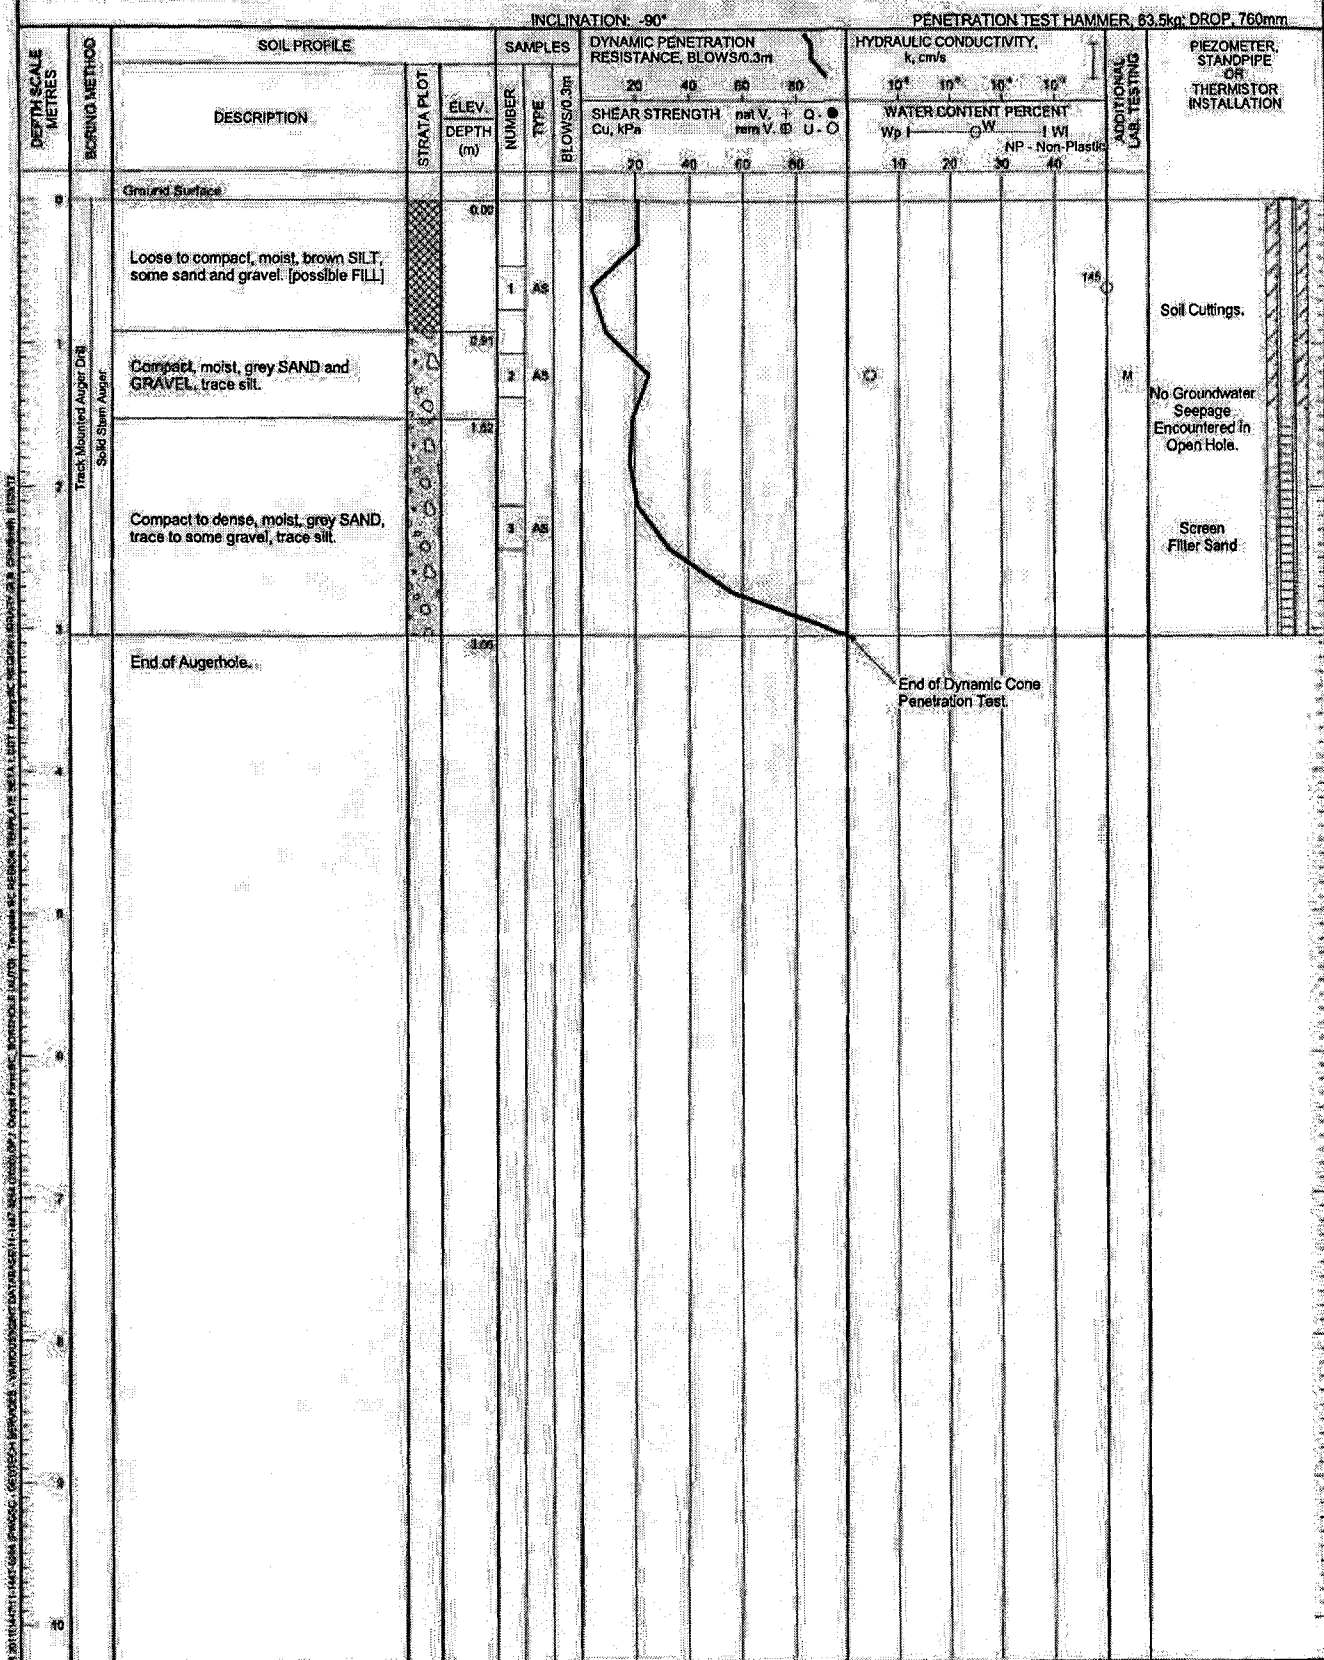 INCLINATION: -90°
PENETRATION TEST HAMMER, 63.5kg; DROP, 760mm
DEPTH SCALE
METRES
BORING METHOD
SOIL PROFILE
DESCRIPTION
STRATA PLOT
ELEV.
DEPTH
(m)
SAMPLES
NUMBER
TYPE
BLOWS/0.3m
DYNAMIC PENETRATION
RESISTANCE, BLOWS/0.3m
20 40 60 80
SHEAR STRENGTH nat V. + Q - ●
Cu, kPa rem V. ⊕ U - O
20 40 60 80
HYDRAULIC CONDUCTIVITY,
k, cm/s
WATER CONTENT PERCENT
Wp W Wl
NP - Non-Plastic
10 20 30 40
ADDITIONAL
LAB. TESTING
PIEZOMETER,
STANDPIPE
OR
THERMISTOR
INSTALLATION
Ground Surface
0
0.00
Loose to compact, moist, brown SILT,
some sand and gravel. [possible FILL]
1 AS
145
Soil Cuttings.
1
0.91
Track Mounted Auger Drill
Solid Stem Auger
Compact, moist, grey SAND and
GRAVEL, trace silt.
2 AS
M
No Groundwater
Seepage
Encountered in
Open Hole.
1.52
2
Compact to dense, moist, grey SAND,
trace to some gravel, trace silt.
3 AS
Screen
Filter Sand
3
3.05
End of Augerhole.
End of Dynamic Cone
Penetration Test.
4
5
6
7
8
9
10